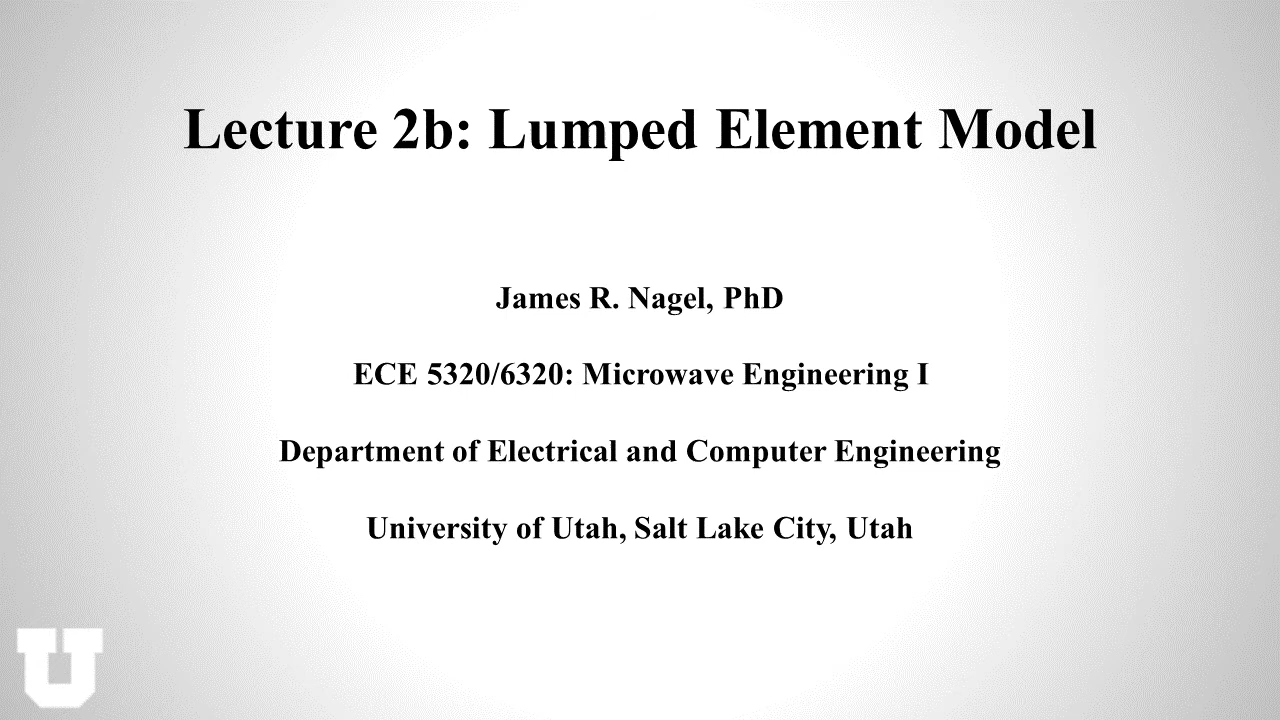 Lecture 2b: Lumped Element Model
James R. Nagel, PhD
ECE 5320/6320: Microwave Engineering I
Department of Electrical and Computer Engineering
University of Utah, Salt Lake City, Utah
U